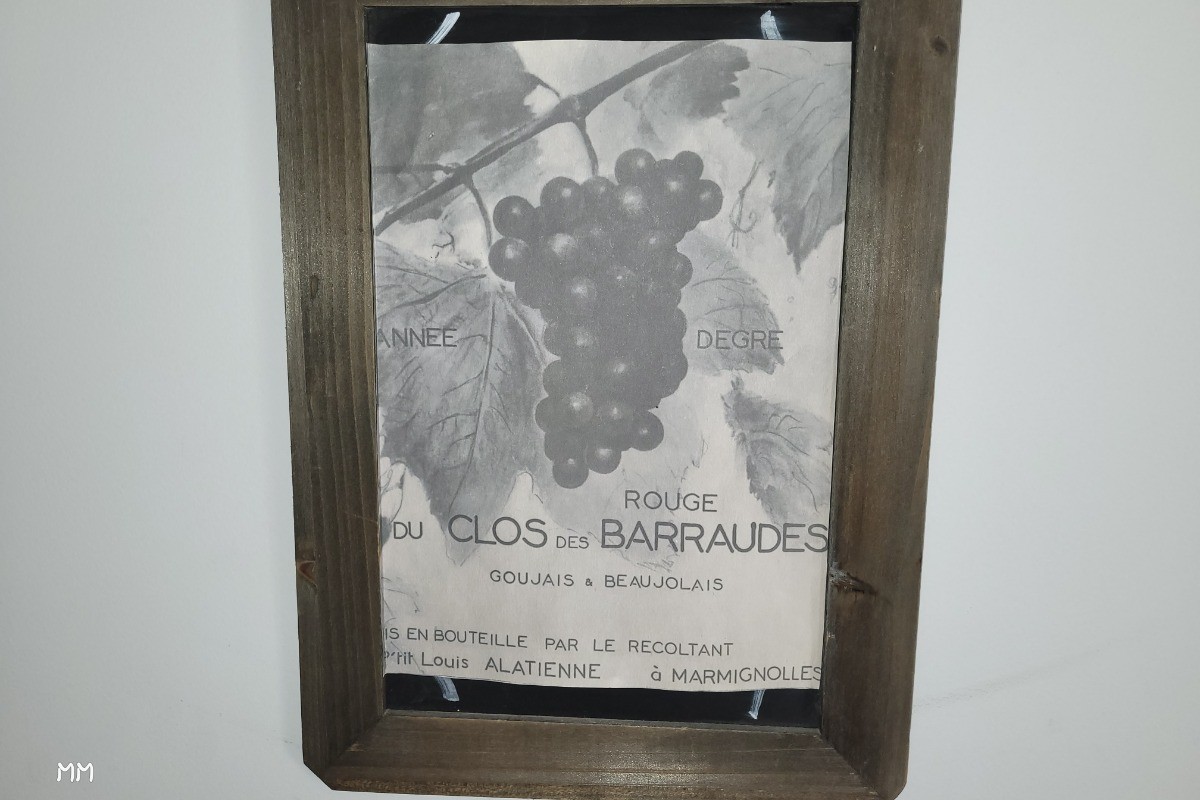 ANNEE DEGRE
ROUGE
DU CLOS DES BARRAUDES
GOUJAIS & BEAUJOLAIS
IS EN BOUTEILLE PAR LE RECOLTANT
P'tit Louis ALATIENNE à MARMIGNOLLES
MM